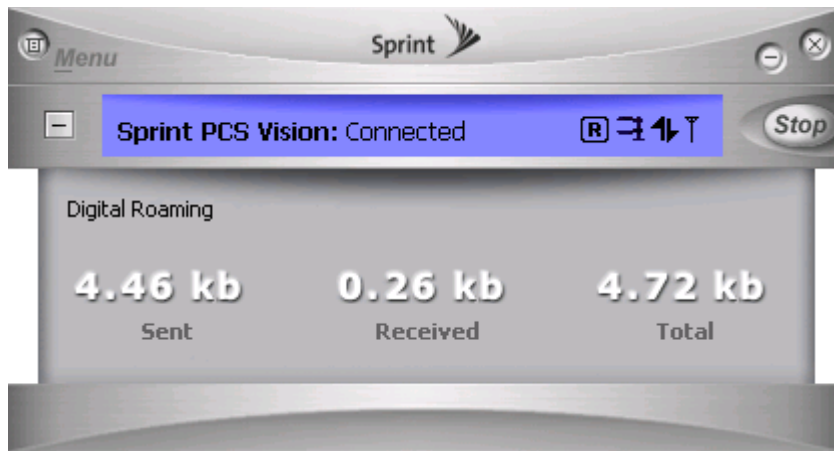 Menu
Sprint
Sprint PCS Vision: Connected
R
Stop
Digital Roaming
4.46 kb 0.26 kb 4.72 kb
Sent Received Total